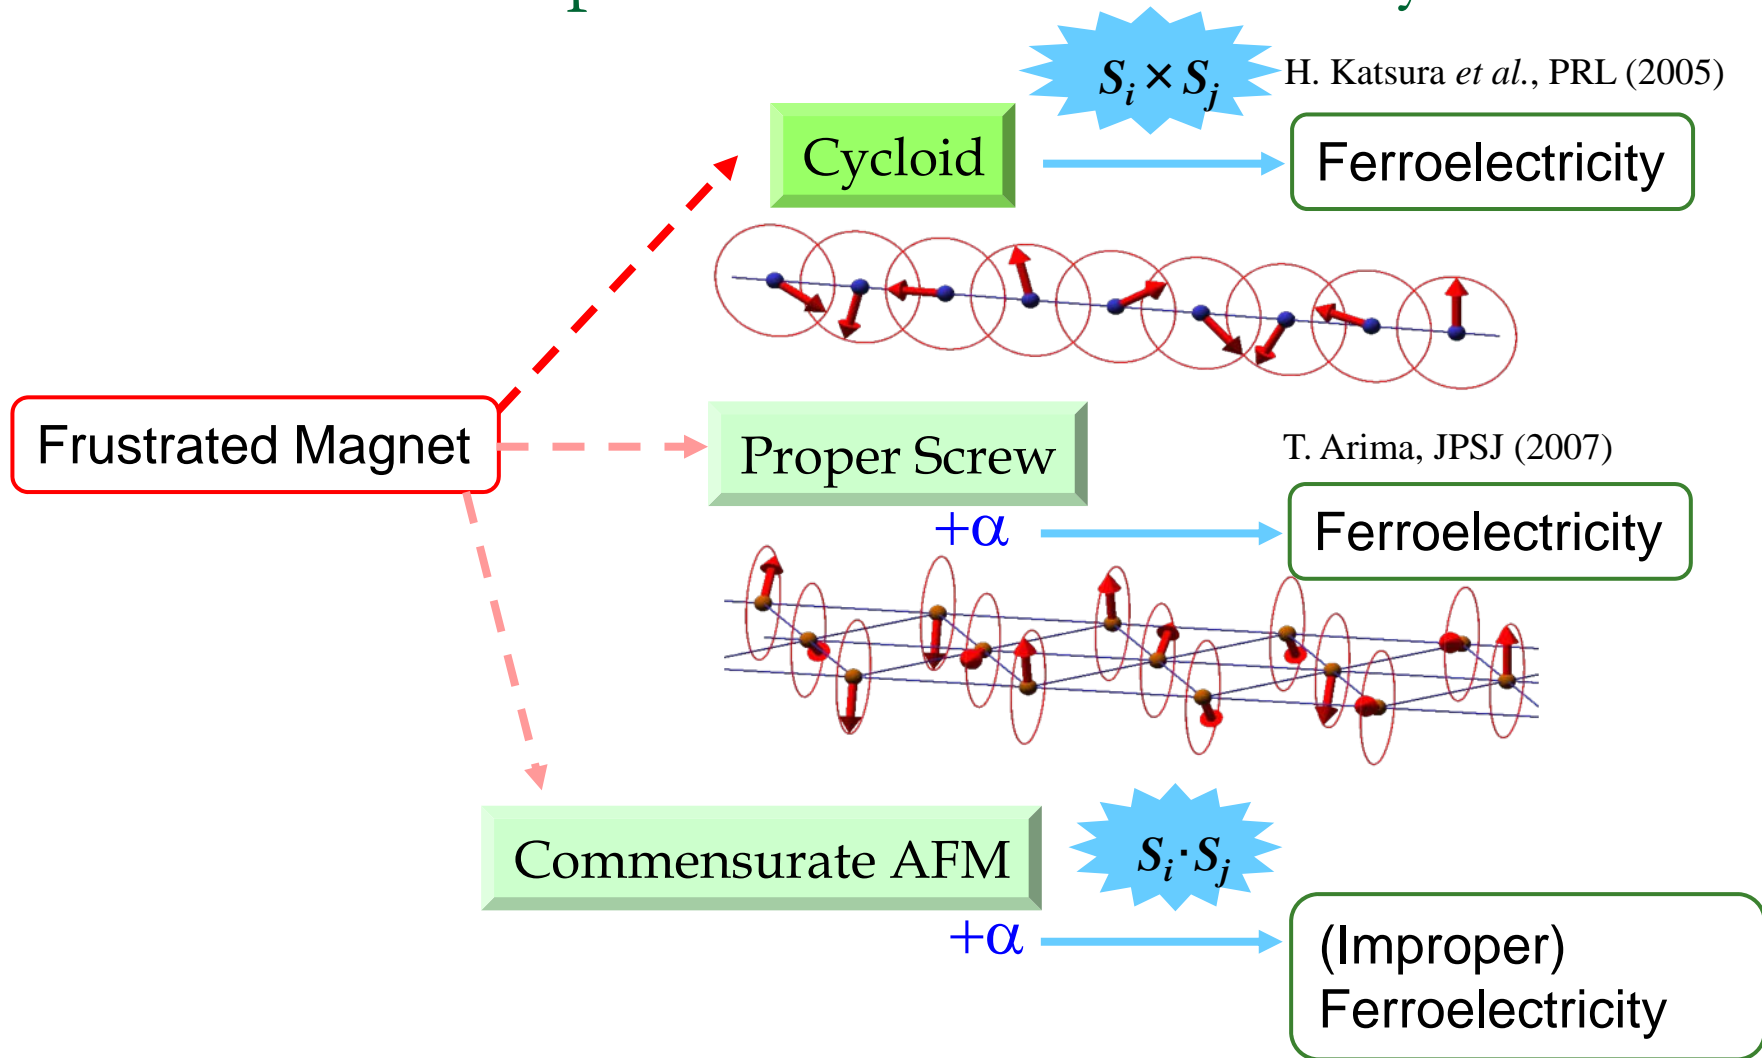 S_i × S_j
H. Katsura et al., PRL (2005)
Cycloid
Ferroelectricity
Frustrated Magnet
Proper Screw
T. Arima, JPSJ (2007)
+α
Ferroelectricity
Commensurate AFM
S_i · S_j
+α
(Improper)
Ferroelectricity